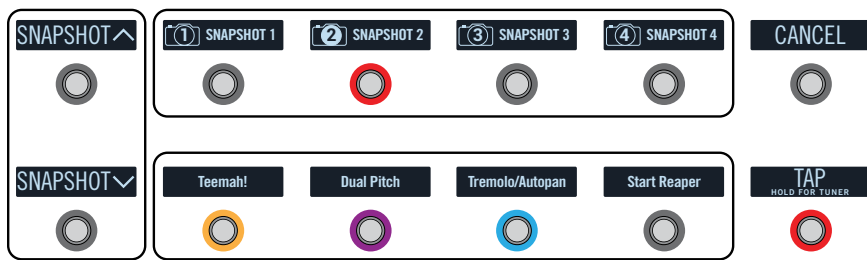 SNAPSHOT
1 SNAPSHOT 1
2 SNAPSHOT 2
3 SNAPSHOT 3
4 SNAPSHOT 4
CANCEL
SNAPSHOT
Teemah!
Dual Pitch
Tremolo/Autopan
Start Reaper
TAP
HOLD FOR TUNER